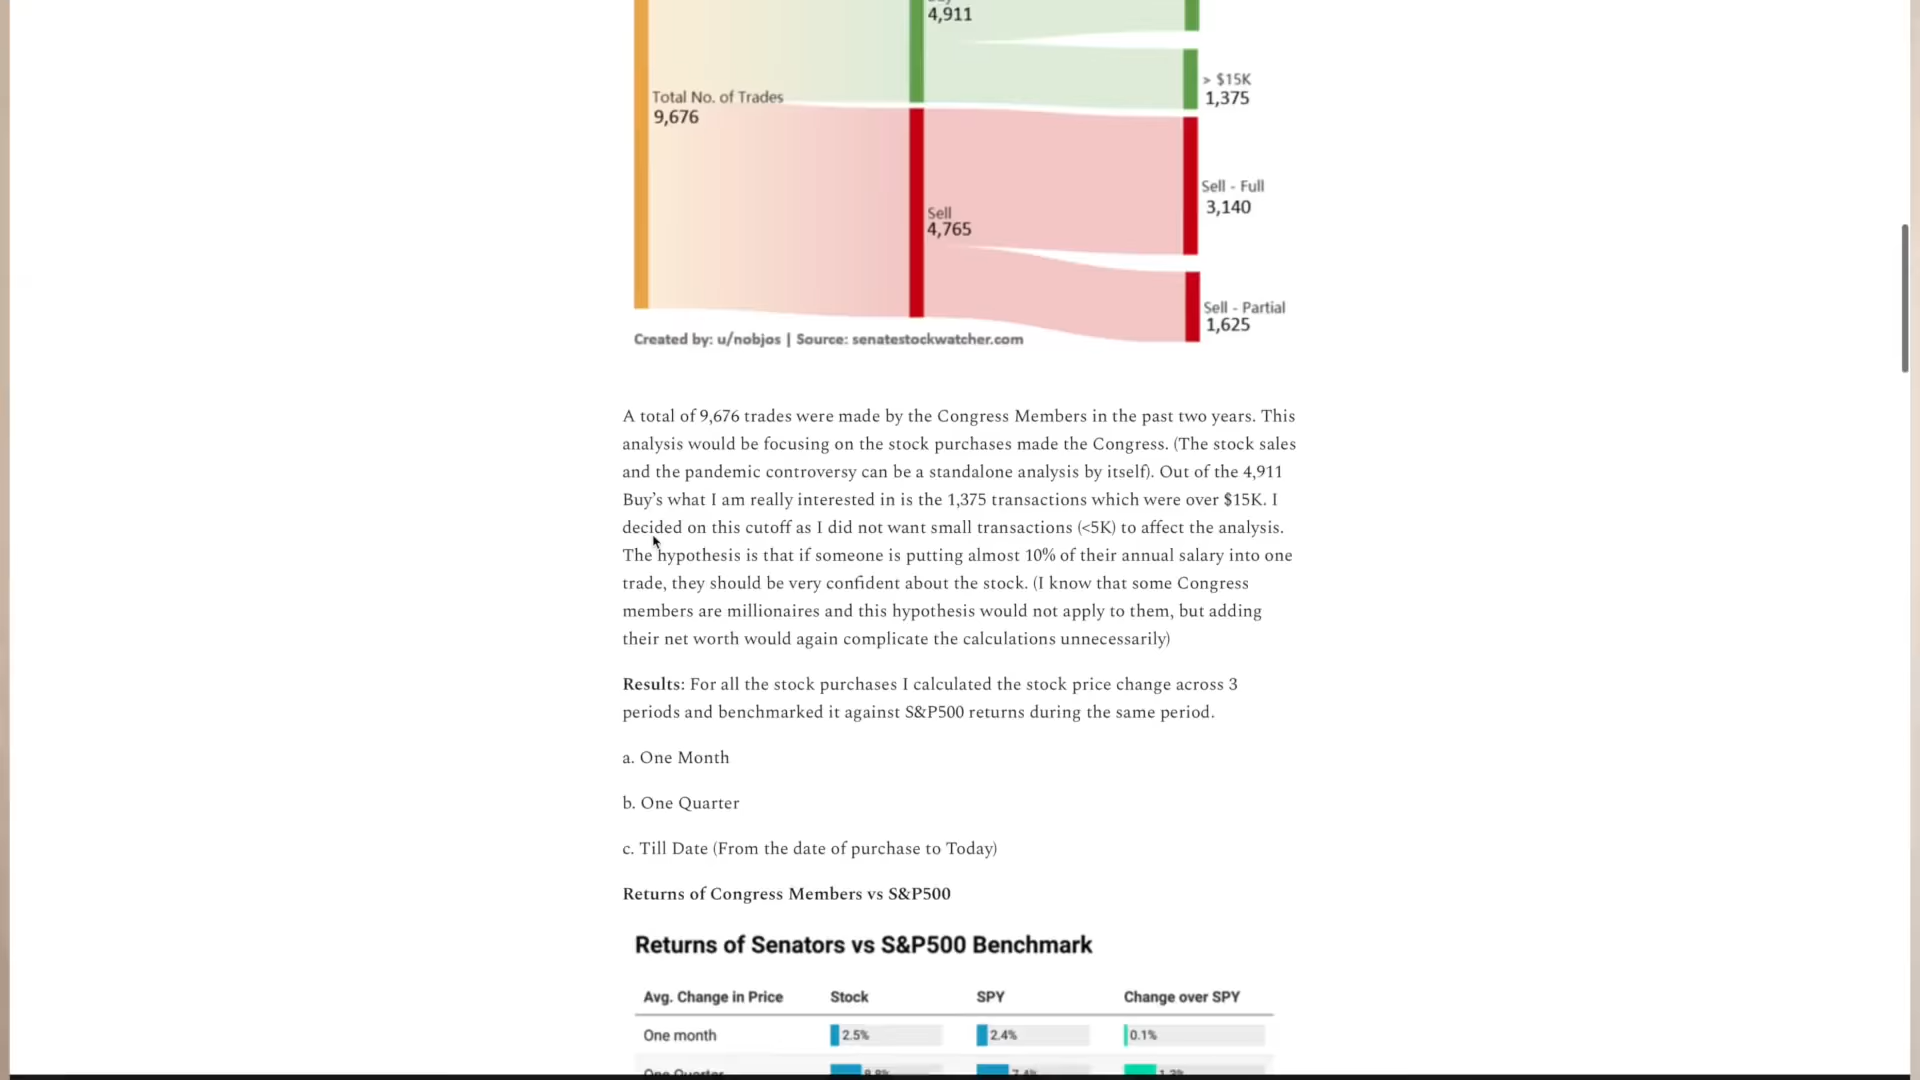 4,911
> $15K
1,375
Total No. of Trades
9,676
Sell - Full
3,140
Sell
4,765
Sell - Partial
1,625
Created by: u/nobjos | Source: senatestockwatcher.com
A total of 9,676 trades were made by the Congress Members in the past two years. This
analysis would be focusing on the stock purchases made the Congress. (The stock sales
and the pandemic controversy can be a standalone analysis by itself). Out of the 4,911
Buy’s what I am really interested in is the 1,375 transactions which were over $15K. I
decided on this cutoff as I did not want small transactions (<5K) to affect the analysis.
The hypothesis is that if someone is putting almost 10% of their annual salary into one
trade, they should be very confident about the stock. (I know that some Congress
members are millionaires and this hypothesis would not apply to them, but adding
their net worth would again complicate the calculations unnecessarily)
Results: For all the stock purchases I calculated the stock price change across 3
periods and benchmarked it against S&P500 returns during the same period.
a. One Month
b. One Quarter
c. Till Date (From the date of purchase to Today)
Returns of Congress Members vs S&P500
Returns of Senators vs S&P500 Benchmark
Avg. Change in Price Stock SPY Change over SPY
One month 2.5% 2.4% 0.1%
One Quarter